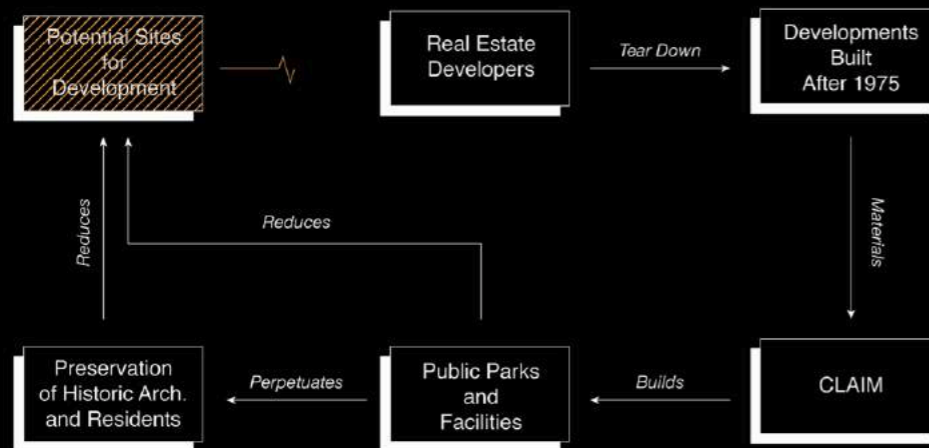 Potential Sites
for
Development
Real Estate
Developers
Tear Down
Developments
Built
After 1975
Reduces
Reduces
Materials
Preservation
of Historic Arch.
and Residents
Perpetuates
Public Parks
and
Facilities
Builds
CLAIM